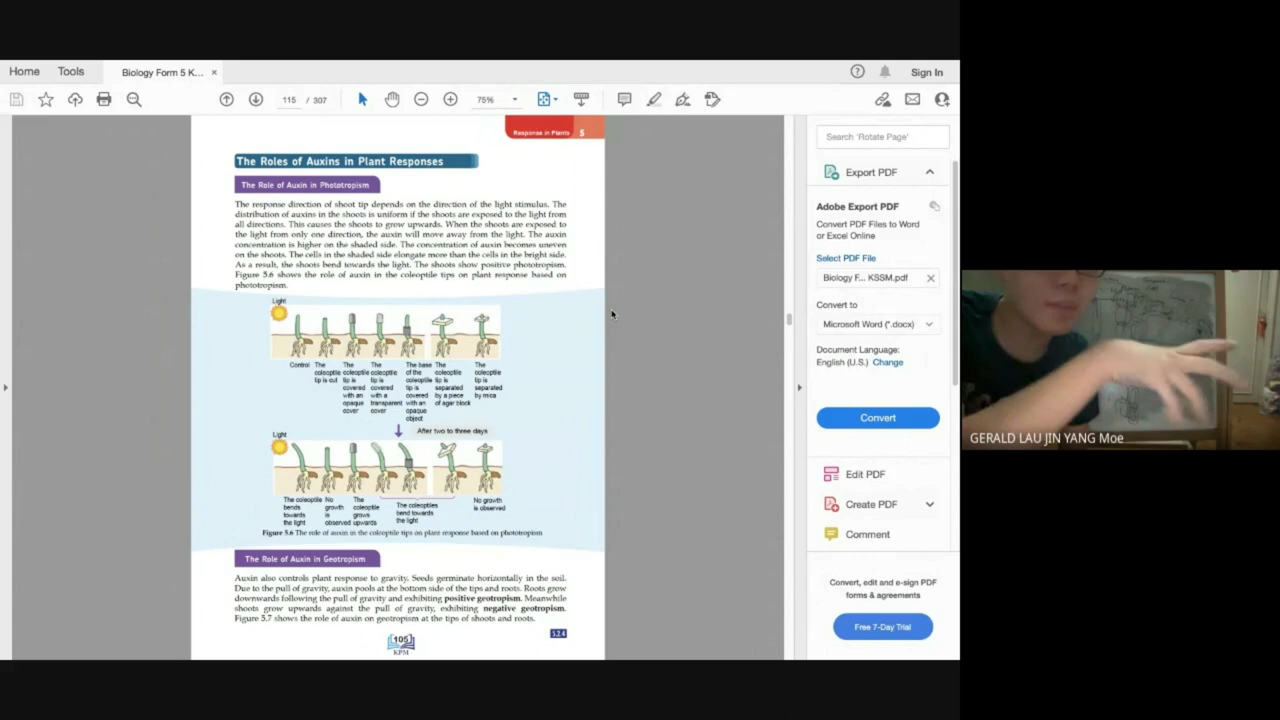 Home Tools Biology Form 5 K... ×
Sign In
115 / 307 75%
Response in Plants 5
The Roles of Auxins in Plant Responses
The Role of Auxin in Phototropism
The response direction of shoot tip depends on the direction of the light stimulus. The
distribution of auxins in the shoots is uniform if the shoots are exposed to the light from
all directions. This causes the shoots to grow upwards. When the shoots are exposed to
the light from only one direction, the auxin will move away from the light. The auxin
concentration is higher on the shaded side. The concentration of auxin becomes uneven
on the shoots. The cells in the shaded side elongate more than the cells in the bright side.
As a result, the shoots bend towards the light. The shoots show positive phototropism.
Figure 5.6 shows the role of auxin in the coleoptile tips on plant response based on
phototropism.
Light
Control
The
coleoptile
tip is cut
The
coleoptile
tip is
covered
with an
opaque
cover
The
coleoptile
tip is
covered
with a
transparent
cover
The base
of the
coleoptile
tip is
covered
with an
opaque
object
The
coleoptile
tip is
separated
by a piece
of agar block
The
coleoptile
tip is
separated
by mica
After two to three days
Light
The coleoptile
bends
towards
the light
No
growth
is
observed
The
coleoptile
grows
upwards
The coleoptiles
bend towards
the light
No growth
is observed
Figure 5.6 The role of auxin in the coleoptile tips on plant response based on phototropism
The Role of Auxin in Geotropism
Auxin also controls plant response to gravity. Seeds germinate horizontally in the soil.
Due to the pull of gravity, auxin pools at the bottom side of the tips and roots. Roots grow
downwards following the pull of gravity and exhibiting positive geotropism. Meanwhile
shoots grow upwards against the pull of gravity, exhibiting negative geotropism.
Figure 5.7 shows the role of auxin on geotropism at the tips of shoots and roots.
105
KPM
5.2.4
Search 'Rotate Page'
Export PDF
Adobe Export PDF
Convert PDF Files to Word
or Excel Online
Select PDF File
Biology F... KSSM.pdf
Convert to
Microsoft Word (*.docx)
Document Language:
English (U.S.) Change
Convert
Edit PDF
Create PDF
Comment
Convert, edit and e-sign PDF
forms & agreements
Free 7-Day Trial
GERALD LAU JIN YANG Moe